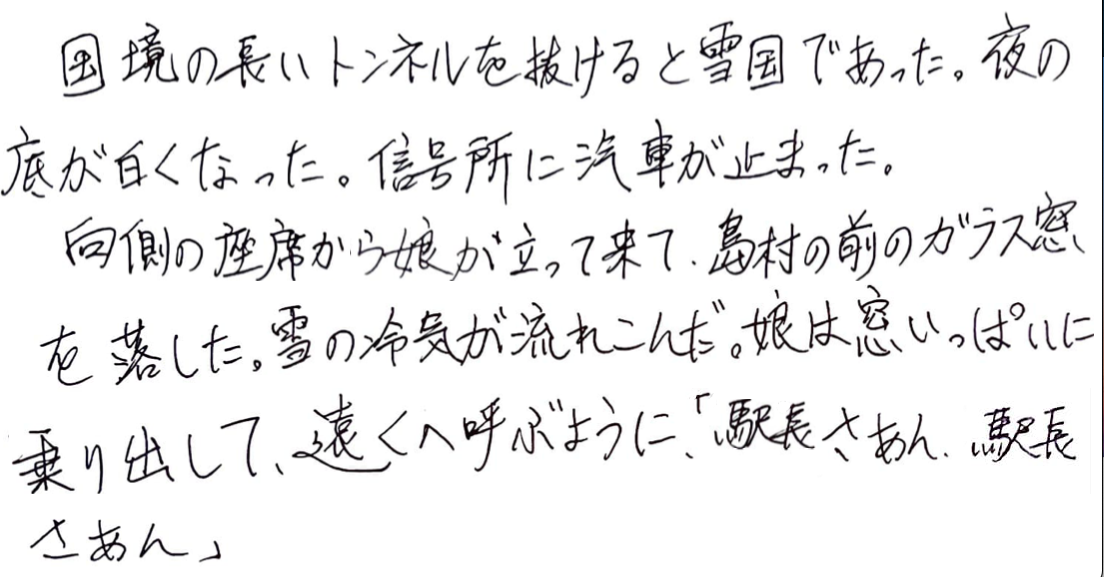 国境の長いトンネルを抜けると雪国であった。夜の
底が白くなった。信号所に汽車が止まった。
向側の座席から娘が立って来て、島村の前のガラス窓
を落した。雪の冷気が流れこんだ。娘は窓いっぱいに
乗り出して、遠くへ呼ぶように、「駅長さあん、駅長
さあん」